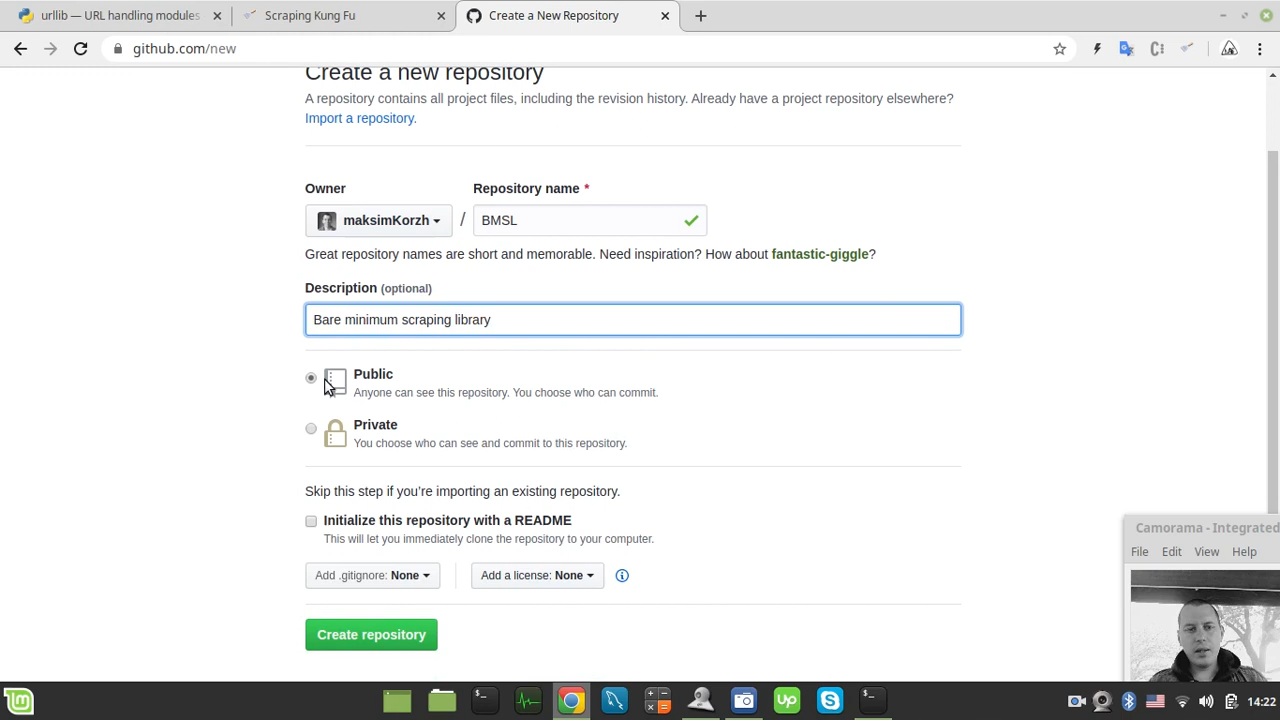 urllib — URL handling modules
Scraping Kung Fu
Create a New Repository
github.com/new
Create a new repository
A repository contains all project files, including the revision history. Already have a project repository elsewhere?
Import a repository.
Owner
Repository name *
maksimKorzh
/
BMSL
Great repository names are short and memorable. Need inspiration? How about fantastic-giggle?
Description (optional)
Bare minimum scraping library
Public
Anyone can see this repository. You choose who can commit.
Private
You choose who can see and commit to this repository.
Skip this step if you’re importing an existing repository.
Initialize this repository with a README
This will let you immediately clone the repository to your computer.
Add .gitignore: None
Add a license: None
Create repository
Camorama - Integrated
File Edit View Help
Up
14:22